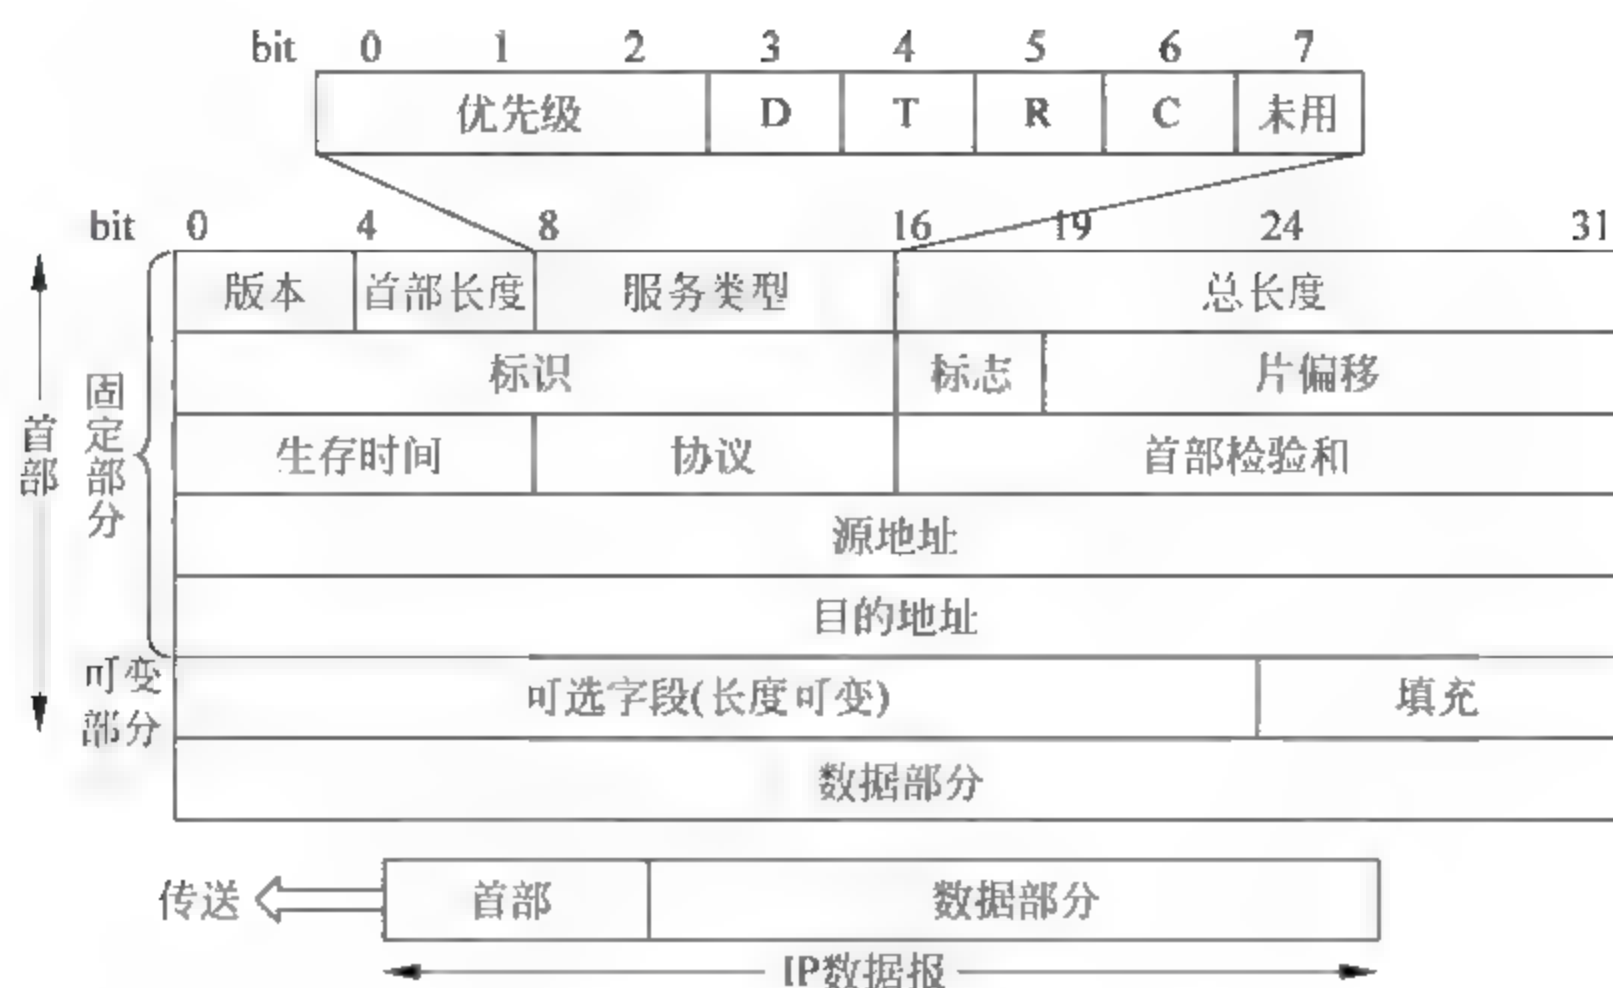 bit 0 1 2 3 4 5 6 7
优先级 D T R C 未用
bit 0 4 8 16 19 24 31
版本 首部长度 服务类型 总长度
标识 标志 片偏移
生存时间 协议 首部检验和
源地址
目的地址
可选字段(长度可变) 填充
数据部分
首部
固定部分
可变部分
传送 首部 数据部分
IP数据报